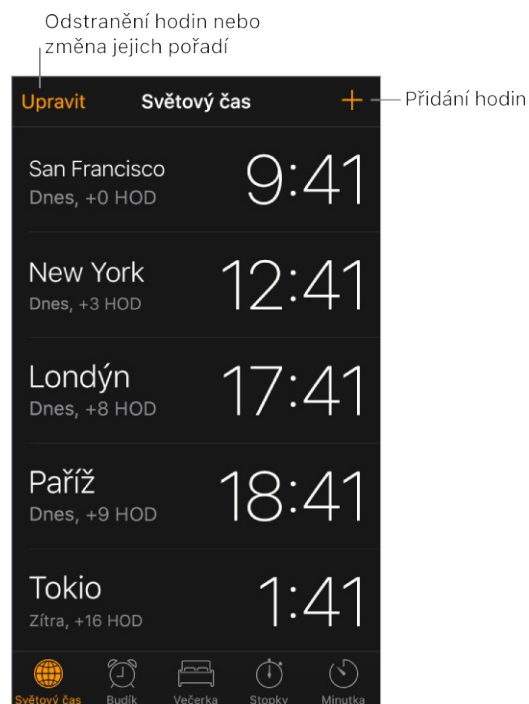 Odstranění hodin nebo
změna jejich pořadí
Upravit Světový čas + Přidání hodin
San Francisco 9:41
Dnes, +0 HOD
New York 12:41
Dnes, +3 HOD
Londýn 17:41
Dnes, +8 HOD
Paříž 18:41
Dnes, +9 HOD
Tokio 1:41
Zítra, +16 HOD
Světový čas Budík Večerka Stopky Minutka